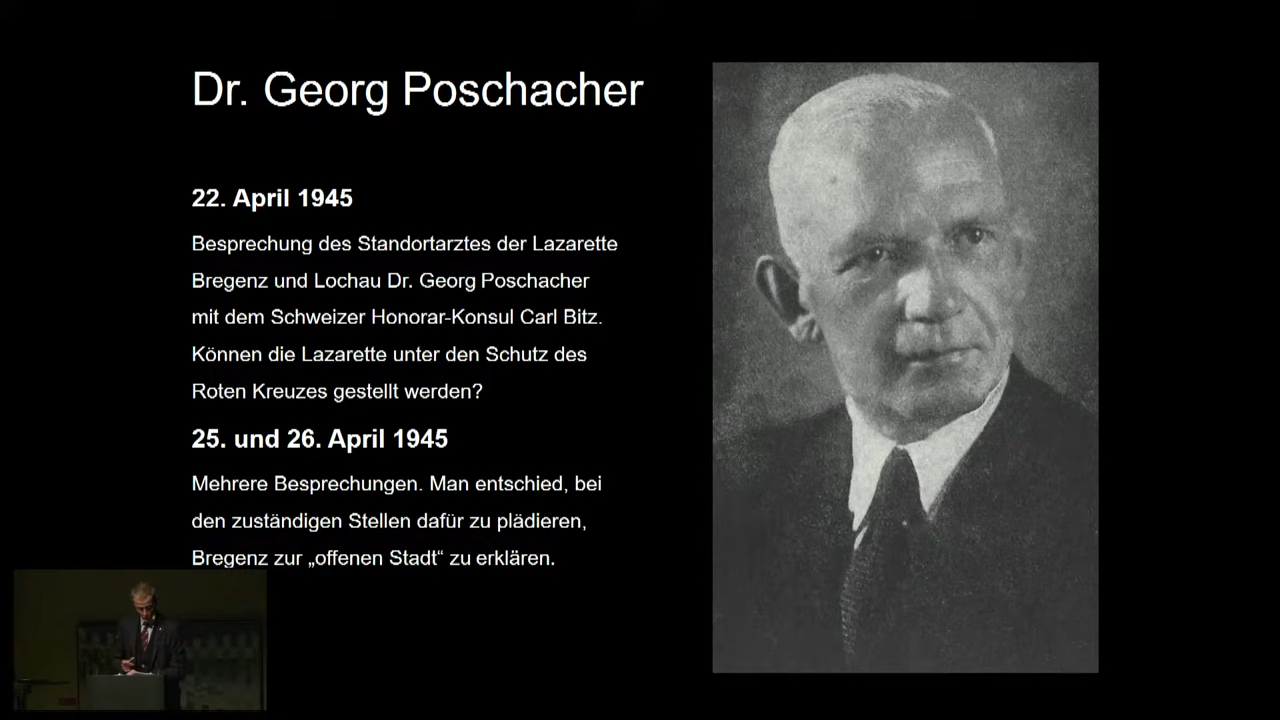 Dr. Georg Poschacher
22. April 1945
Besprechung des Standortarztes der Lazarette
Bregenz und Lochau Dr. Georg Poschacher
mit dem Schweizer Honorar-Konsul Carl Bitz.
Können die Lazarette unter den Schutz des
Roten Kreuzes gestellt werden?
25. und 26. April 1945
Mehrere Besprechungen. Man entschied, bei
den zuständigen Stellen dafür zu plädieren,
Bregenz zur „offenen Stadt“ zu erklären.